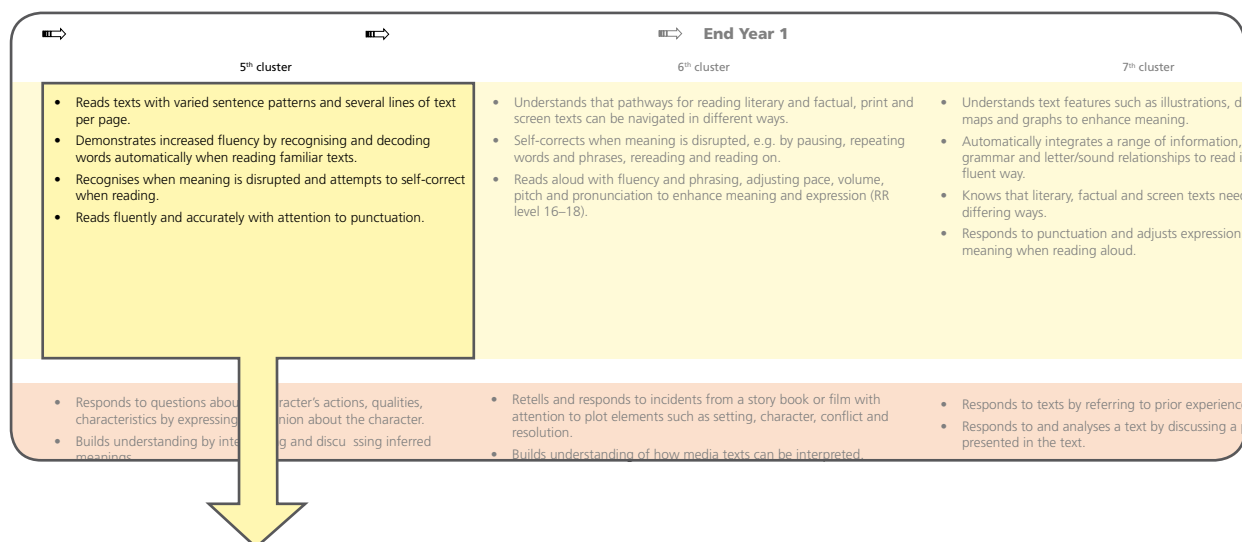 End Year 1
5th cluster
6th cluster
7th cluster
• Reads texts with varied sentence patterns and several lines of text
per page.
• Demonstrates increased fluency by recognising and decoding
words automatically when reading familiar texts.
• Recognises when meaning is disrupted and attempts to self-correct
when reading.
• Reads fluently and accurately with attention to punctuation.
• Understands that pathways for reading literary and factual, print and
screen texts can be navigated in different ways.
• Self-corrects when meaning is disrupted, e.g. by pausing, repeating
words and phrases, rereading and reading on.
• Reads aloud with fluency and phrasing, adjusting pace, volume,
pitch and pronunciation to enhance meaning and expression (RR
level 16–18).
• Understands text features such as illustrations,
maps and graphs to enhance meaning.
• Automatically integrates a range of information,
grammar and letter/sound relationships to read
fluent way.
• Knows that literary, factual and screen texts
differing ways.
• Responds to punctuation and adjusts expression
meaning when reading aloud.
• Responds to questions actions, qualities,
characteristics by expressing about the character.
• Builds understanding by and discu ssing inferred
meanings.
• Retells and responds to incidents from a story book or film with
attention to plot elements such as setting, character, conflict and
resolution.
• Builds understanding of how media texts can be interpreted.
• Responds to texts by referring to prior
• Responds to and analyses a text by discussing a
presented in the text.